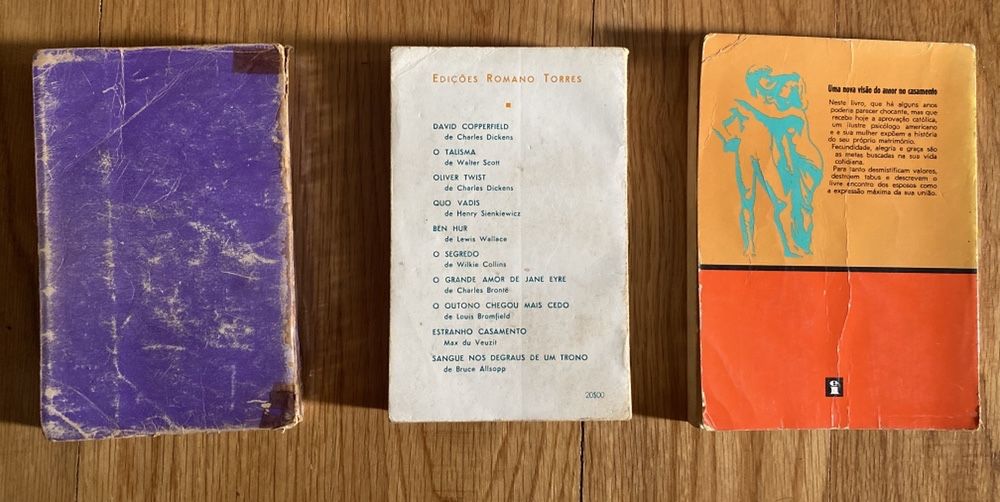 EDIÇÕES ROMANO TORRES
DAVID COPPERFIELD
de Charles Dickens
O TALISMA
de Walter Scott
OLIVER TWIST
de Charles Dickens
QUO VADIS
de Henry Sienkiewicz
BEN HUR
de Lewis Wallace
O SEGREDO
de Wilkie Collins
O GRANDE AMOR DE JANE EYRE
de Charles Brontë
O OUTONO CHEGOU MAIS CEDO
de Louis Bromfield
ESTRANHO CASAMENTO
Max du Veuzit
SANGUE NOS DEGRAUS DE UM TRONO
de Bruce Allsopp
20$00
Uma nova visão do amor no casamento
Neste livro, que há alguns anos
poderia parecer chocante, mas que
recebe hoje a aprovação católica,
um ilustre psicólogo americano
e a sua mulher expõem a história
do seu próprio matrimónio.
Fecundidade, alegria e graça são
as metas buscadas na sua vida
cotidiana.
Para tanto desmistificam valores,
destroem tabus e descrevem o
livre encontro dos esposos como
a expressão máxima da sua união.